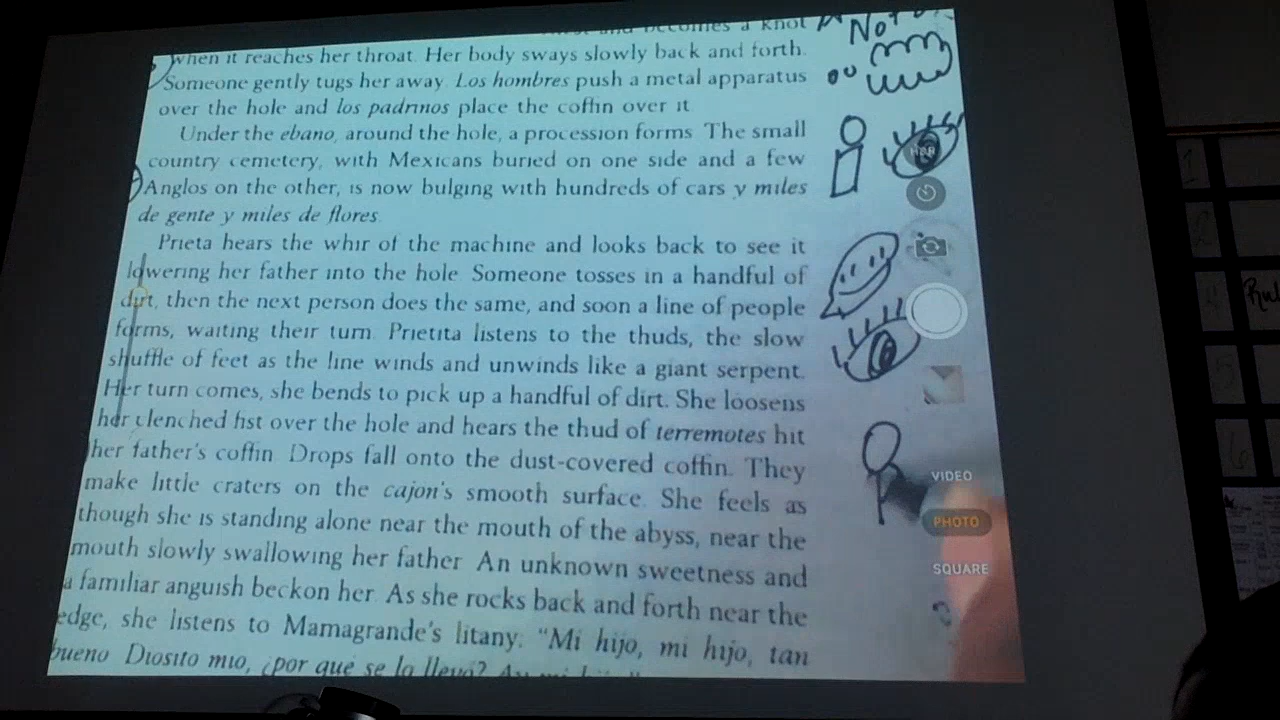 becomes a knot
when it reaches her throat. Her body sways slowly back and forth.
Someone gently tugs her away. Los hombres push a metal apparatus
over the hole and los padrinos place the coffin over it.
Under the ebano, around the hole, a procession forms. The small
country cemetery, with Mexicans buried on one side and a few
Anglos on the other, is now bulging with hundreds of cars y miles
de gente y miles de flores.
Prieta hears the whir of the machine and looks back to see it
lowering her father into the hole. Someone tosses in a handful of
dirt, then the next person does the same, and soon a line of people
forms, waiting their turn. Prietita listens to the thuds, the slow
shuffle of feet as the line winds and unwinds like a giant serpent.
Her turn comes, she bends to pick up a handful of dirt. She loosens
her clenched fist over the hole and hears the thud of terremotes hit
her father's coffin. Drops fall onto the dust-covered coffin. They
make little craters on the cajon's smooth surface. She feels as
though she is standing alone near the mouth of the abyss, near the
mouth slowly swallowing her father. An unknown sweetness and
a familiar anguish beckon her. As she rocks back and forth near the
edge, she listens to Mamagrande's litany: "Mi hijo, mi hijo, tan
bueno. Diosito mio, ¿por que se lo llevó? Ay mi
HDR
VIDEO
PHOTO
SQUARE
1
2
5
6